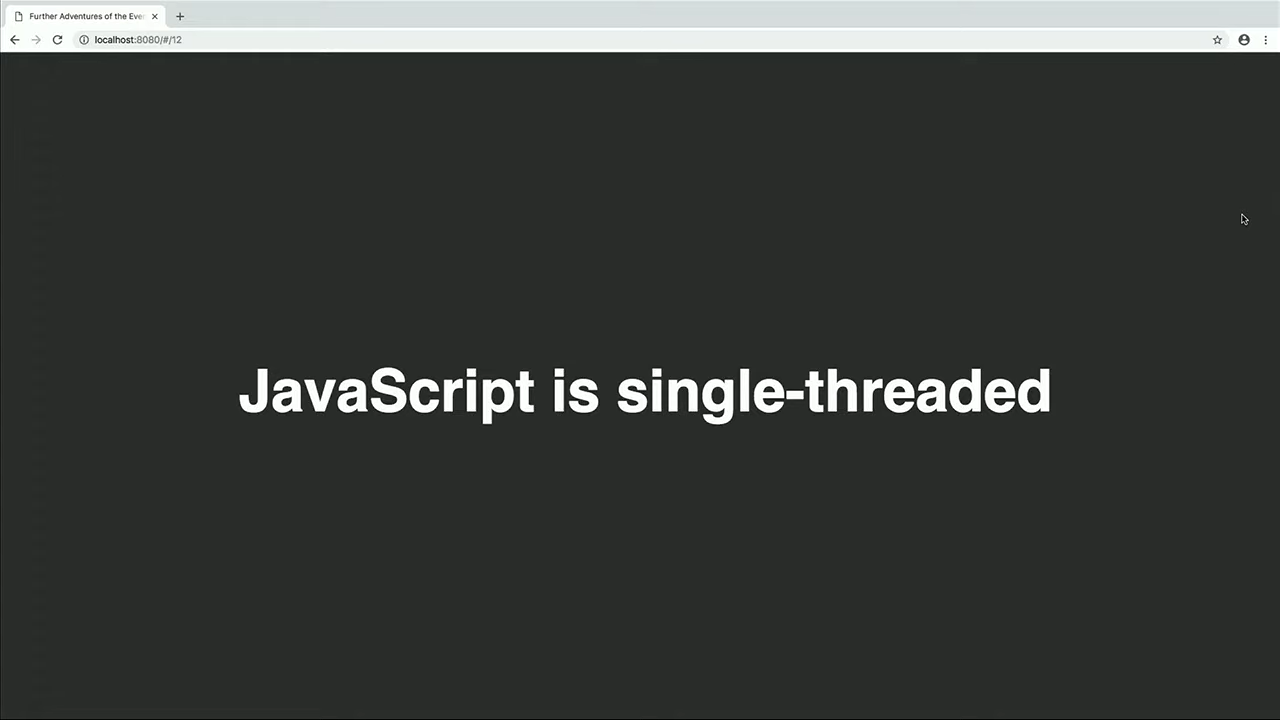 Further Adventures of the Eve
localhost:8080/#/12
JavaScript is single-threaded